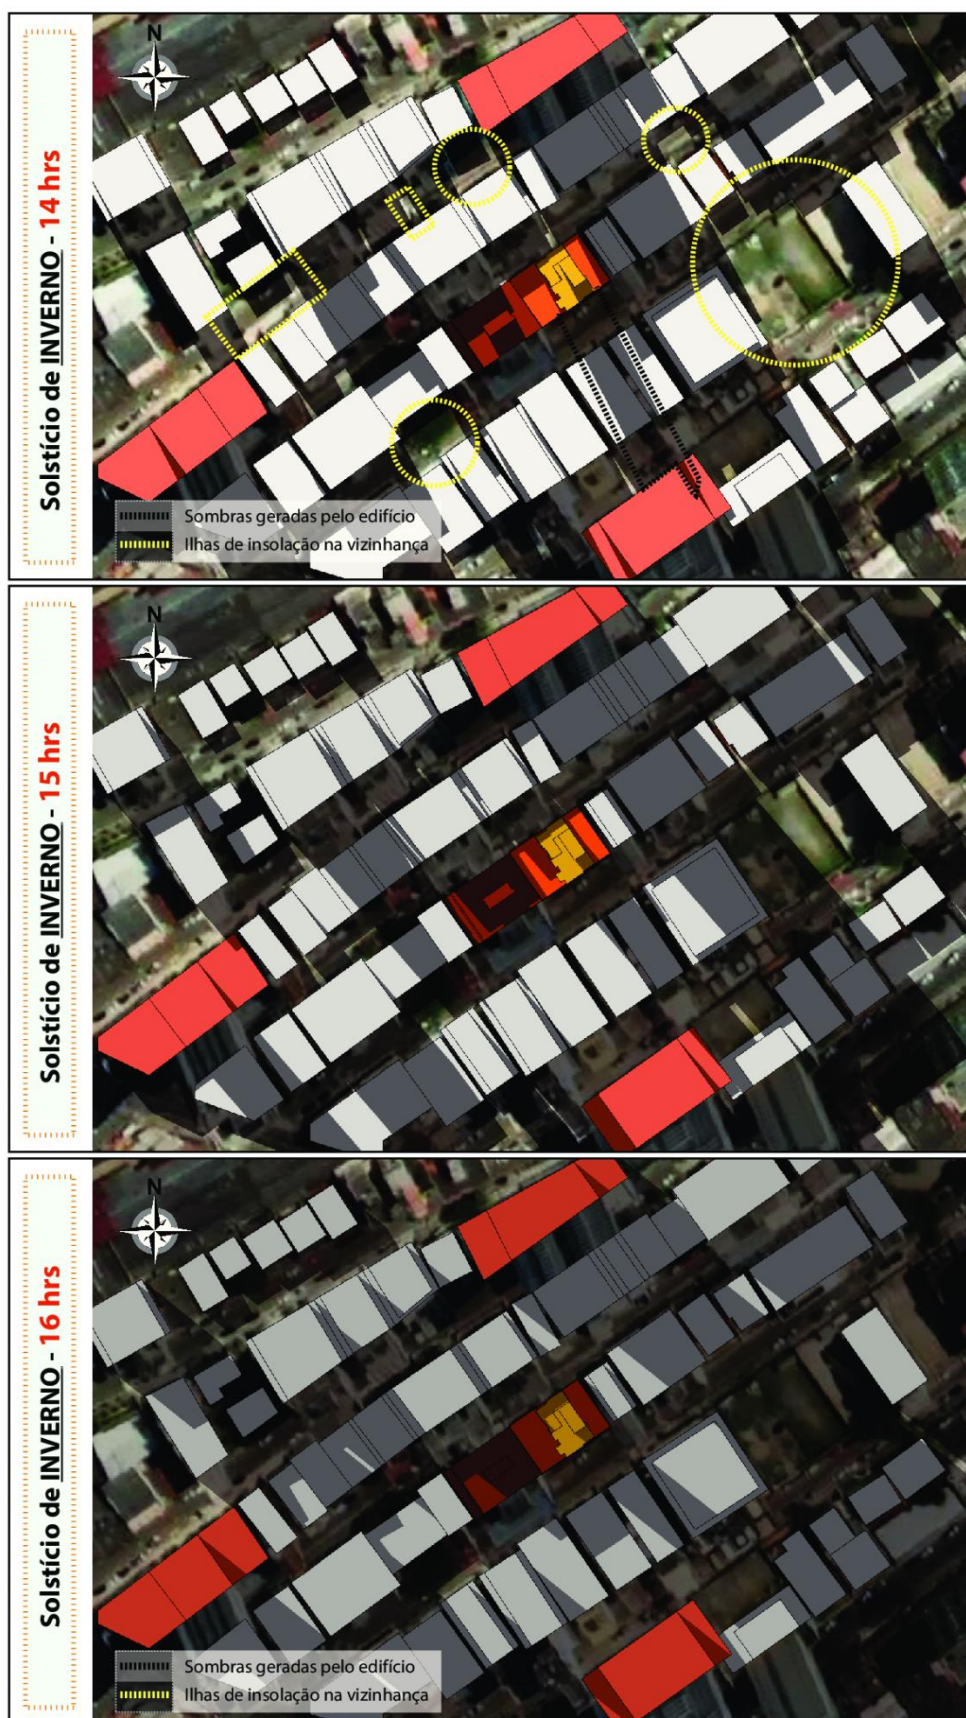 Solstício de INVERNO - 14 hrs
N
Sombras geradas pelo edifício
Ilhas de insolação na vizinhança
Solstício de INVERNO - 15 hrs
N
Solstício de INVERNO - 16 hrs
N
Sombras geradas pelo edifício
Ilhas de insolação na vizinhança